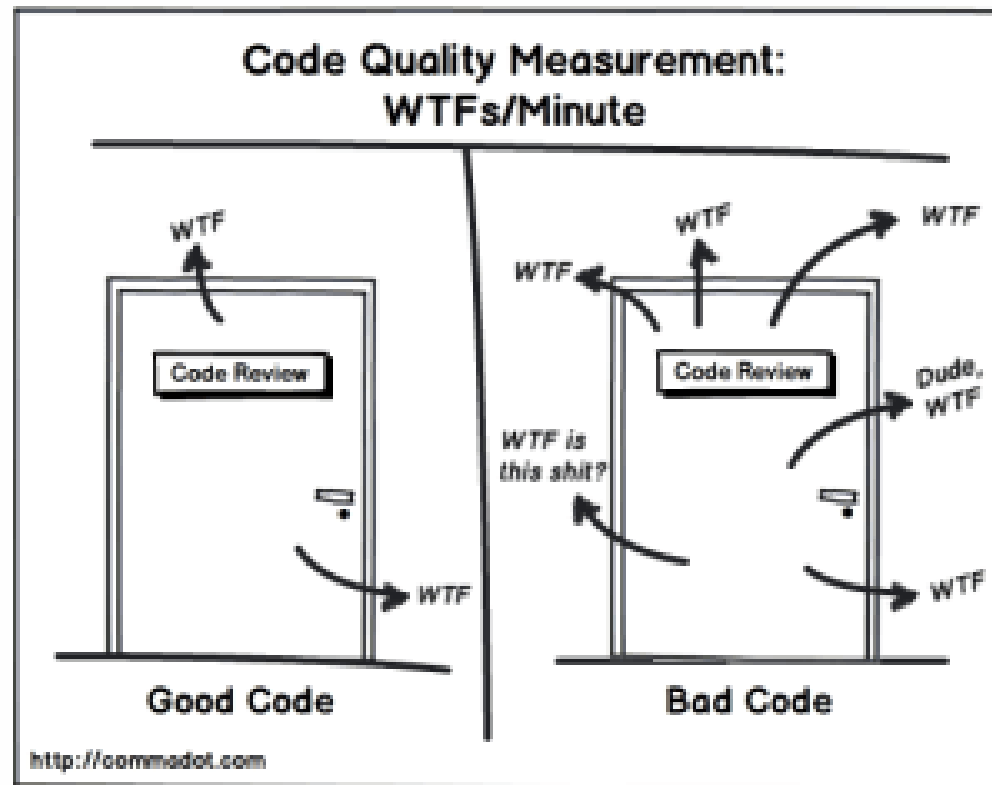 Code Quality Measurement:
WTFs/Minute
WTF
Code Review
WTF
Good Code
WTF
WTF
WTF
Code Review
Dude,
WTF
WTF is
this shit?
WTF
Bad Code
http://commadot.com